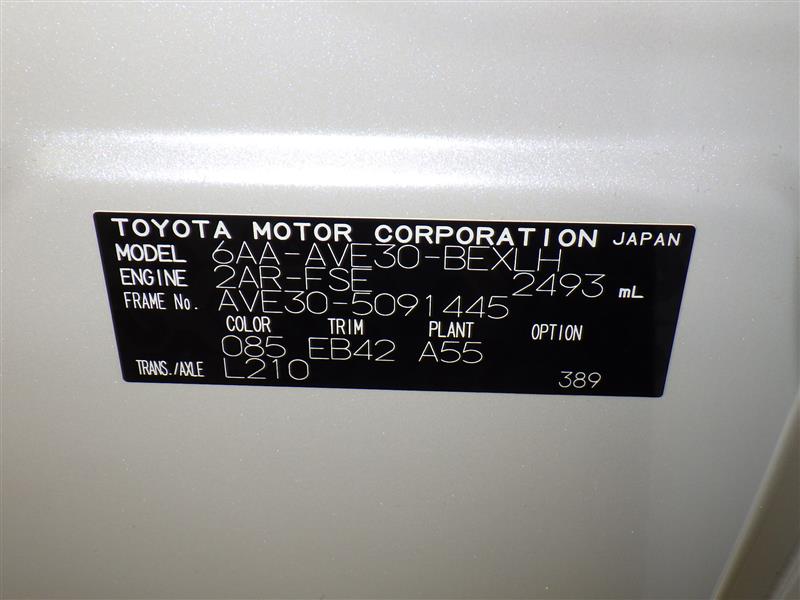 TOYOTA MOTOR CORPORATION JAPAN
MODEL 6AA-AVE30-BEXLH
ENGINE 2AR-FSE 2493 mL
FRAME No. AVE30-5091445
COLOR TRIM PLANT OPTION
085 EB42 A55
TRANS./AXLE L210 389